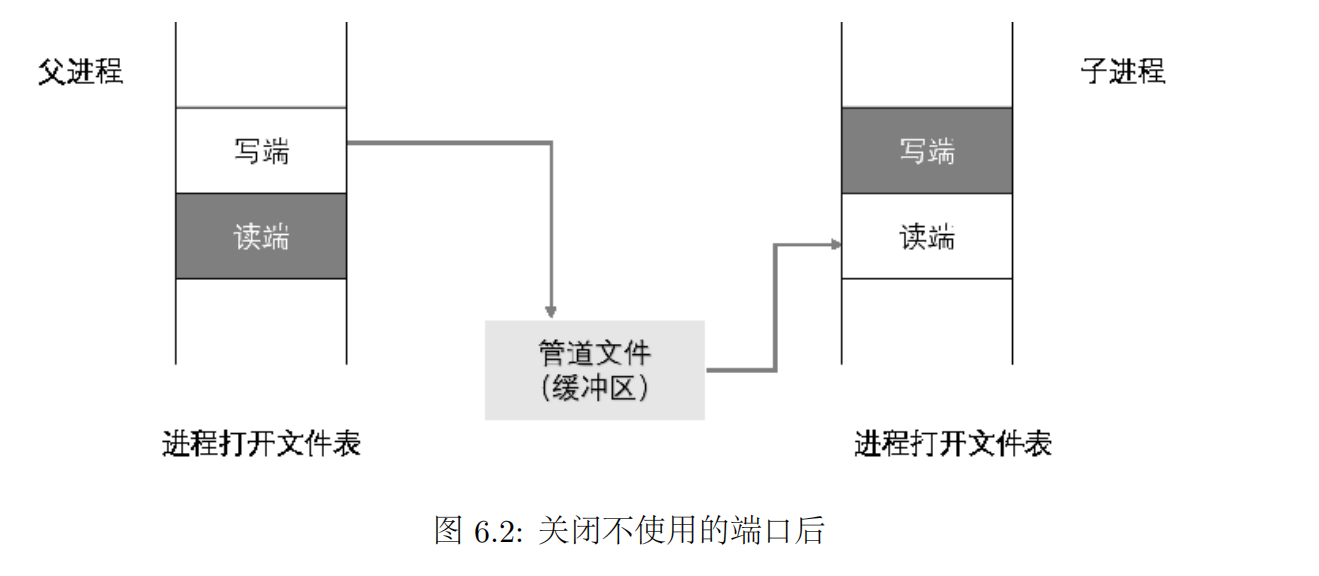 父进程
子进程
写端
写端
读端
读端
管道文件
（缓冲区）
进程打开文件表
进程打开文件表
图 6.2: 关闭不使用的端口后